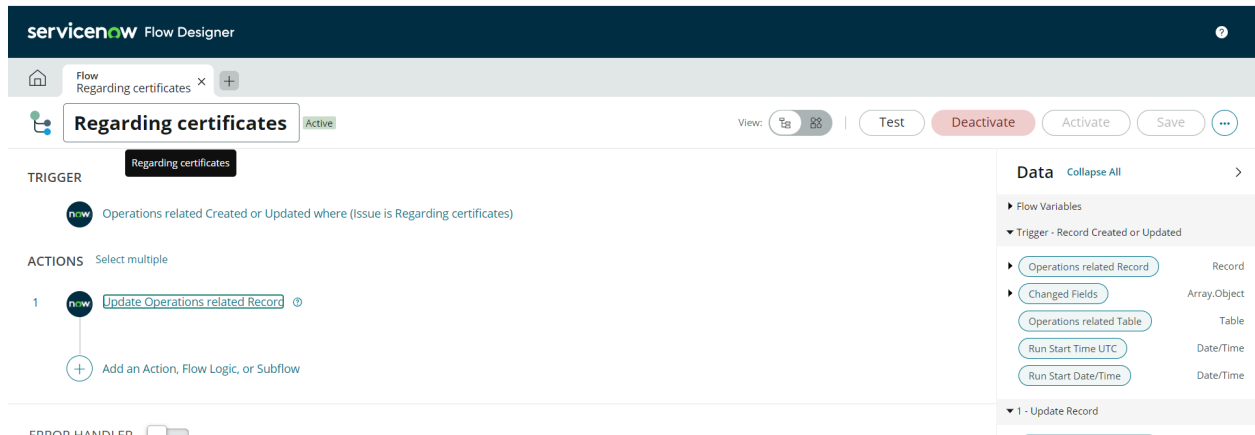 servicenow Flow Designer
?
Flow
Regarding certificates × +
Regarding certificates Active View: Test Deactivate Activate Save ...
Regarding certificates
TRIGGER
now Operations related Created or Updated where (Issue is Regarding certificates)
ACTIONS Select multiple
1 now Update Operations related Record ?
+ Add an Action, Flow Logic, or Subflow
ERROR HANDLER
Data Collapse All
Flow Variables
Trigger - Record Created or Updated
Operations related Record Record
Changed Fields Array.Object
Operations related Table Table
Run Start Time UTC Date/Time
Run Start Date/Time Date/Time
1 - Update Record